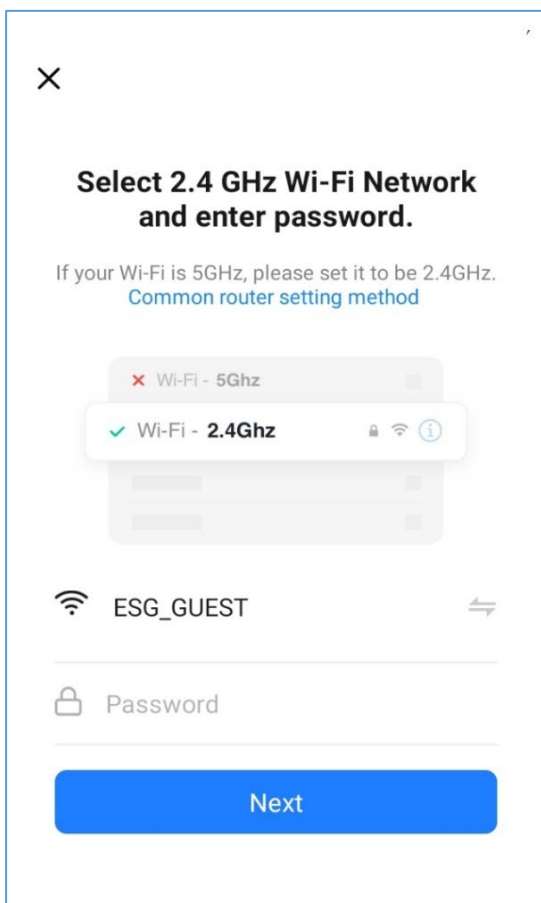 Select 2.4 GHz Wi-Fi Network
and enter password.
If your Wi-Fi is 5GHz, please set it to be 2.4GHz.
Common router setting method
Wi-Fi - 5Ghz
Wi-Fi - 2.4Ghz
ESG_GUEST
Password
Next